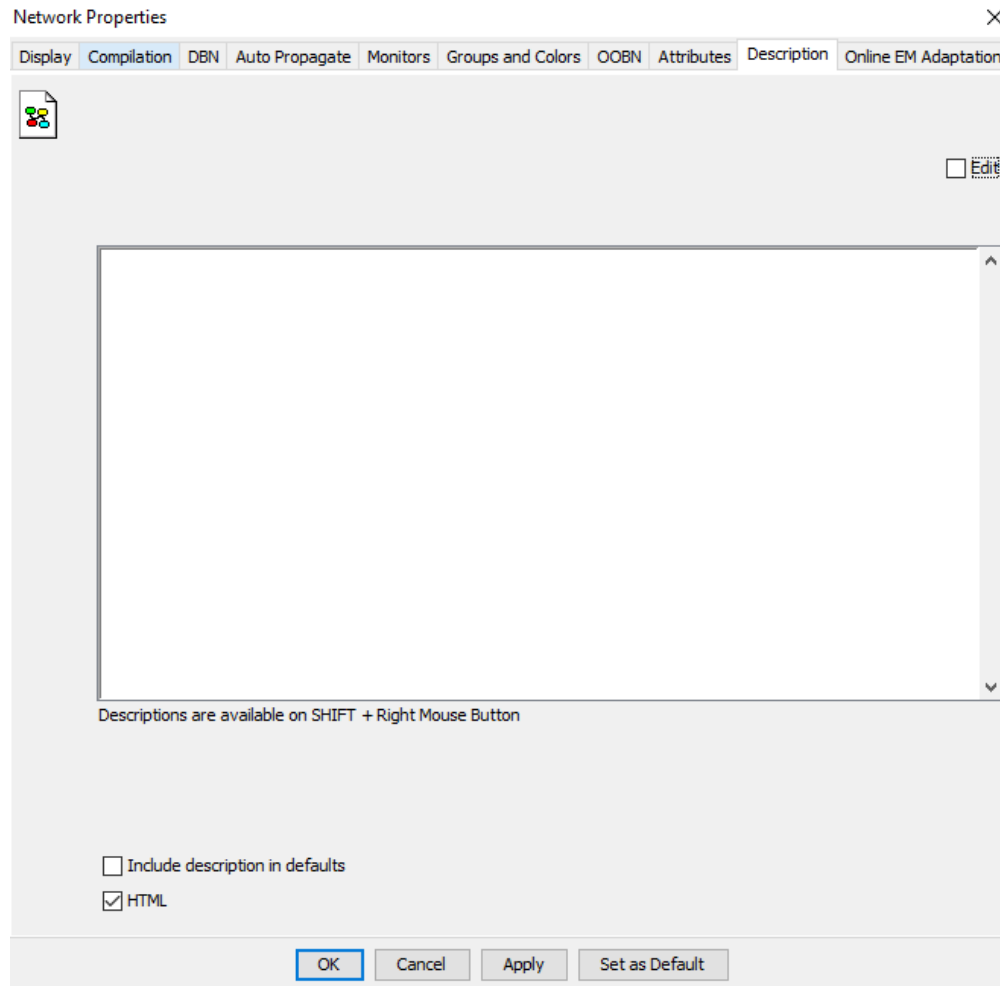 Network Properties
Display Compilation DBN Auto Propagate Monitors Groups and Colors OOBN Attributes Description Online EM Adaptation
Edit
Descriptions are available on SHIFT + Right Mouse Button
Include description in defaults
HTML
OK Cancel Apply Set as Default